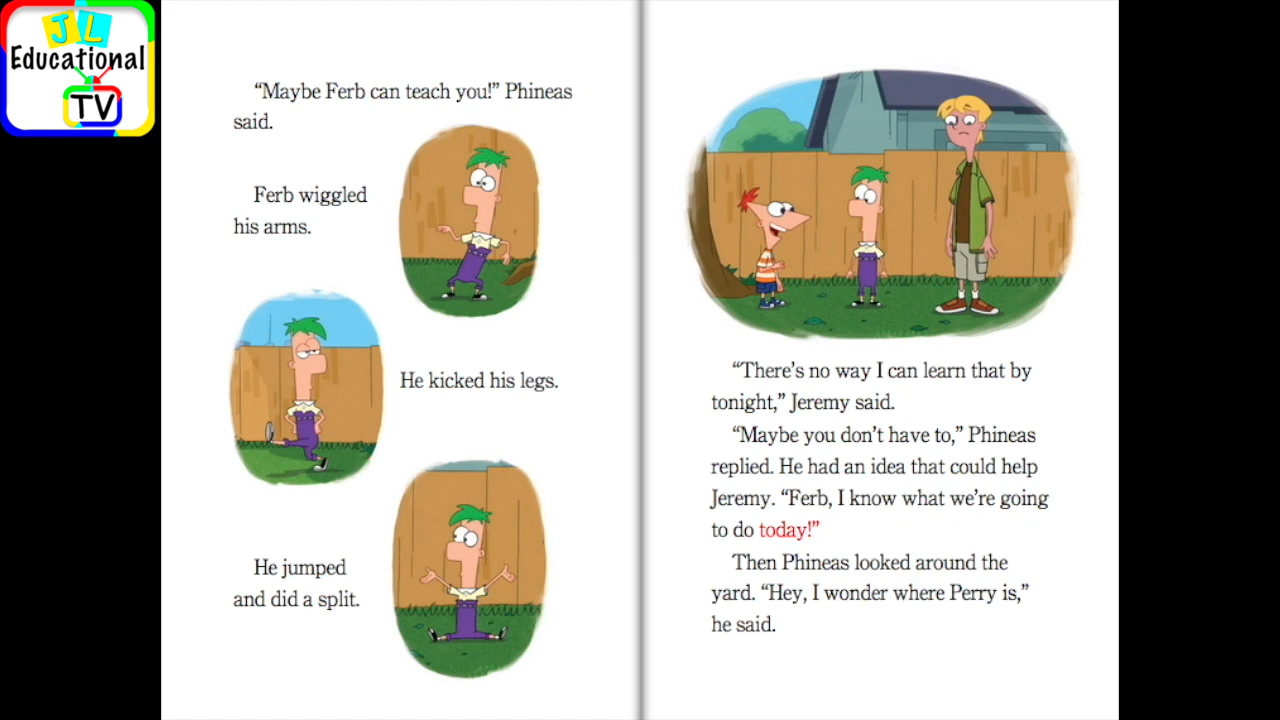 JL
Educational
TV
“Maybe Ferb can teach you!” Phineas
said.
Ferb wiggled
his arms.
He kicked his legs.
He jumped
and did a split.
“There’s no way I can learn that by
tonight,” Jeremy said.
“Maybe you don’t have to,” Phineas
replied. He had an idea that could help
Jeremy. “Ferb, I know what we’re going
to do today!”
Then Phineas looked around the
yard. “Hey, I wonder where Perry is,”
he said.